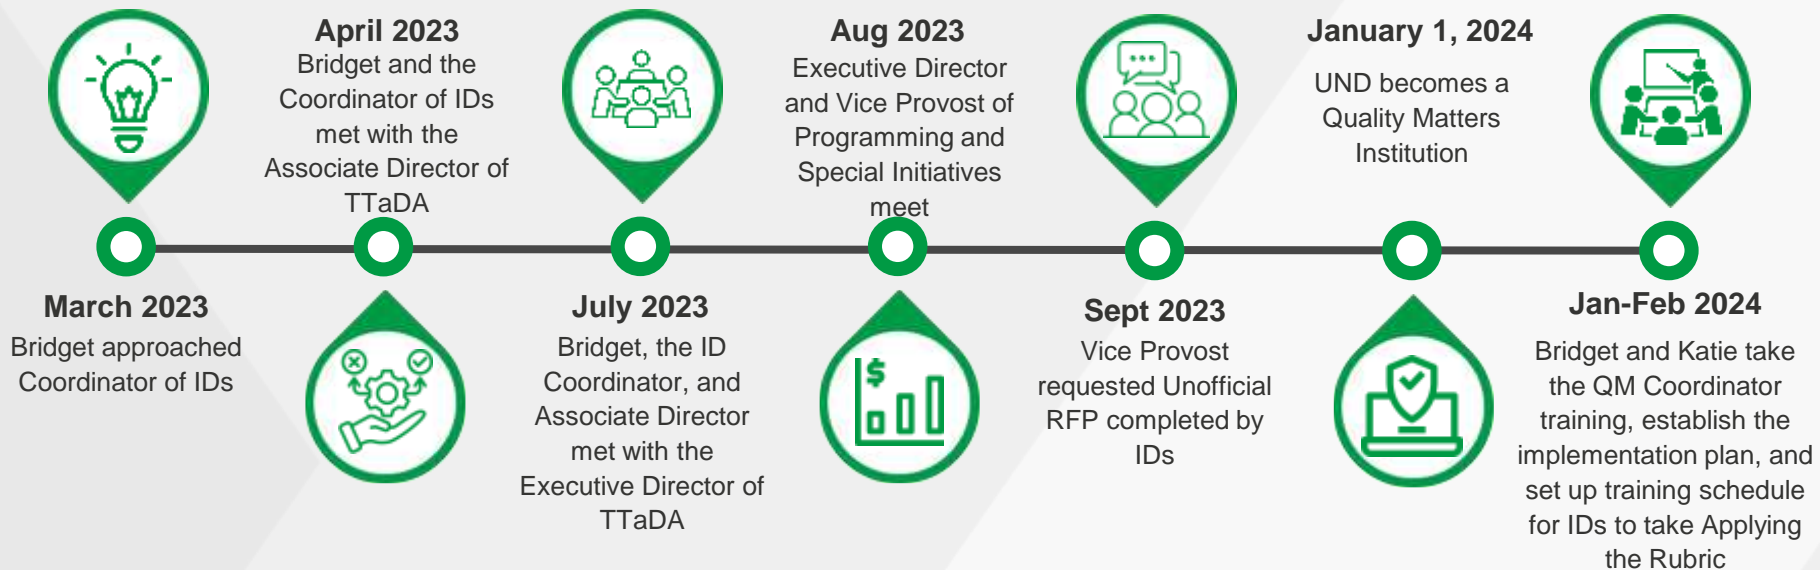 March 2023
Bridget approached
Coordinator of IDs
April 2023
Bridget and the
Coordinator of IDs
met with the
Associate Director of
TTaDA
July 2023
Bridget, the ID
Coordinator, and
Associate Director
met with the
Executive Director of
TTaDA
Aug 2023
Executive Director
and Vice Provost of
Programming and
Special Initiatives
meet
$
Sept 2023
Vice Provost
requested Unofficial
RFP completed by
IDs
January 1, 2024
UND becomes a
Quality Matters
Institution
Jan-Feb 2024
Bridget and Katie take
the QM Coordinator
training, establish the
implementation plan, and
set up training schedule
for IDs to take Applying
the Rubric